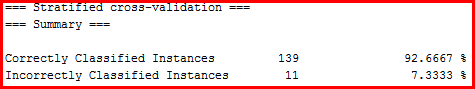 === Stratified cross-validation ===
=== Summary ===
Correctly Classified Instances 139 92.6667 %
Incorrectly Classified Instances 11 7.3333 %